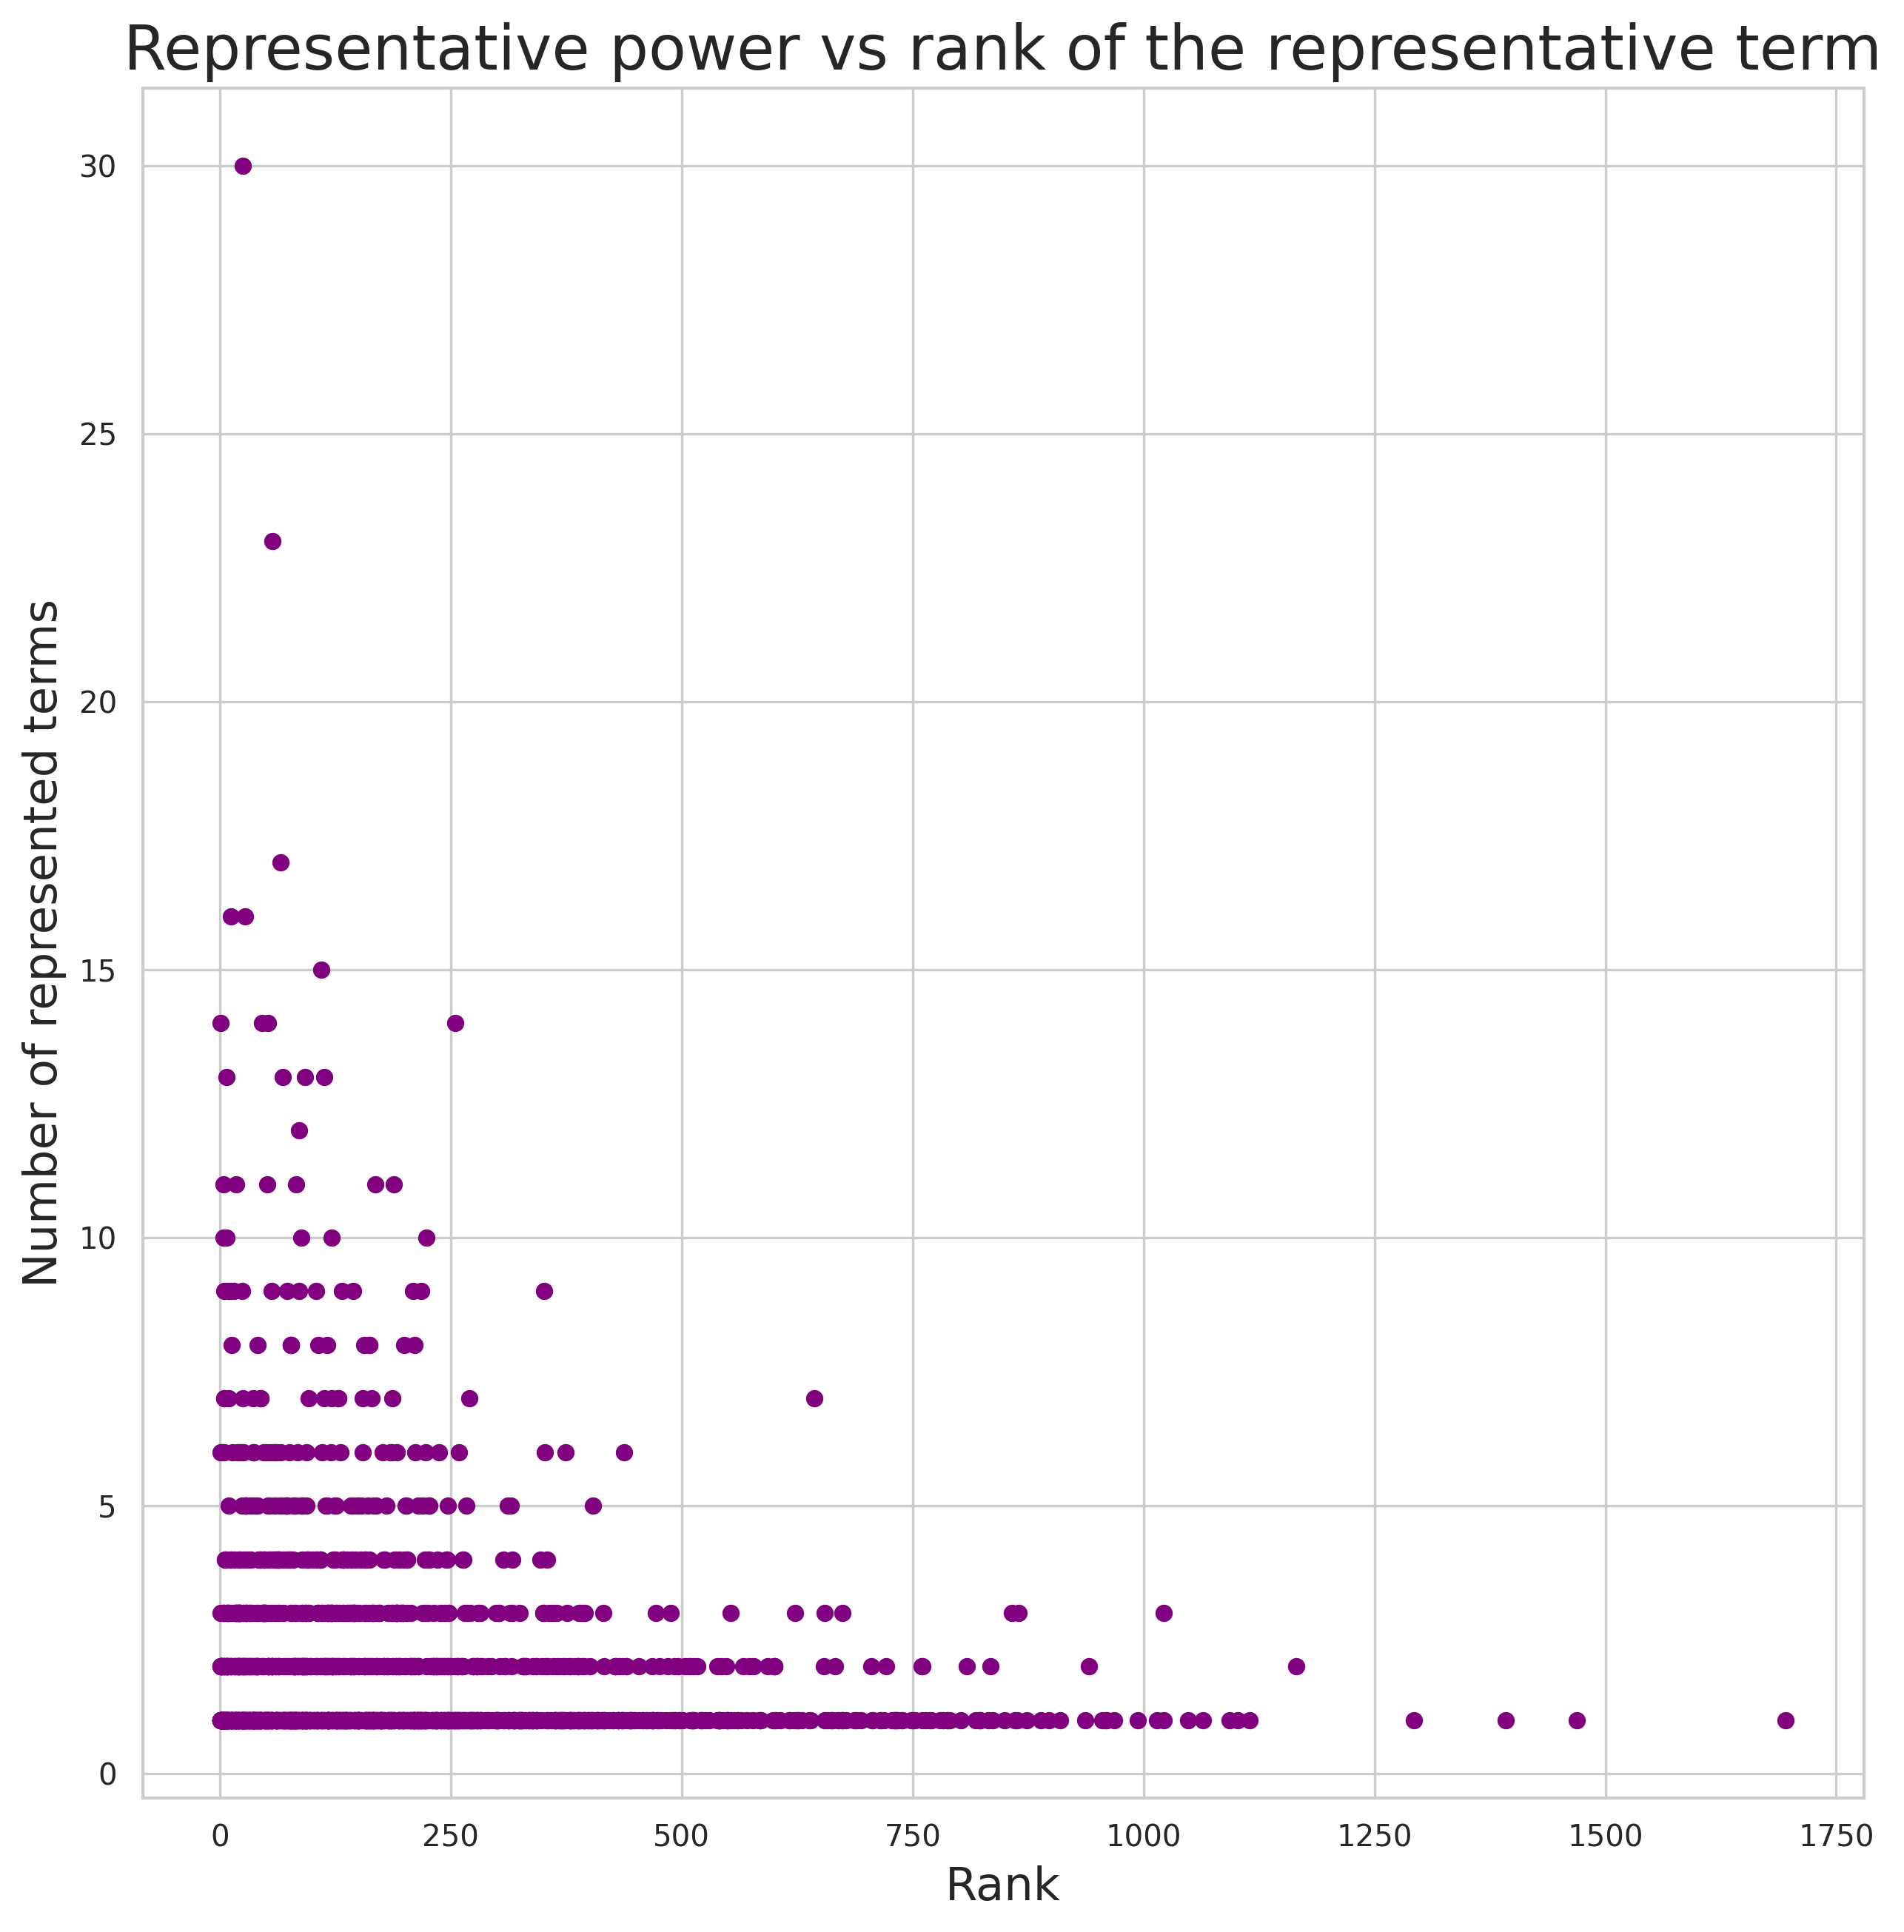 Representative power vs rank of the representative term
30
25
20
15
10
5
0
Number of represented terms
0 250 500 750 1000 1250 1500 1750
Rank